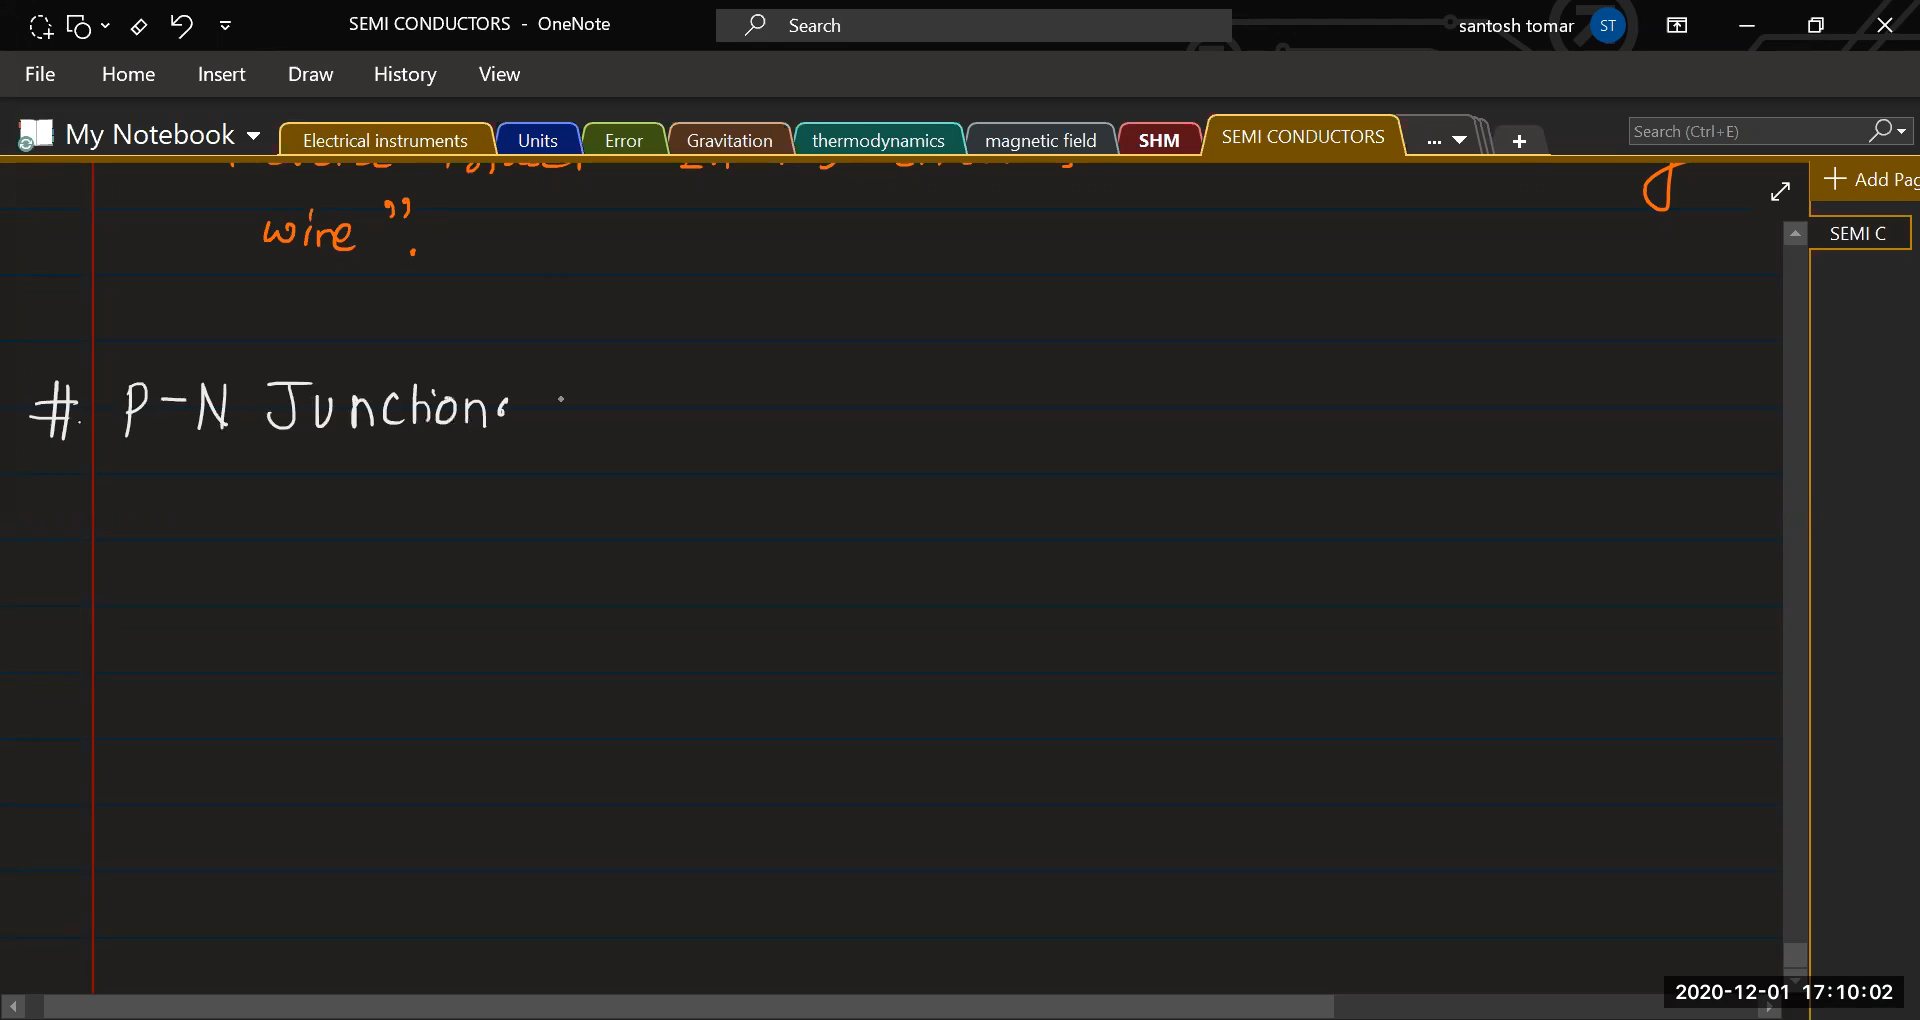 SEMI CONDUCTORS - OneNote
Search
santosh tomar ST
File Home Insert Draw History View
My Notebook
Electrical instruments Units Error Gravitation thermodynamics magnetic field SHM SEMI CONDUCTORS ... +
Search (Ctrl+E)
Add Pag
SEMI C
wire ”.
# P-N Junction
2020-12-01 17:10:02